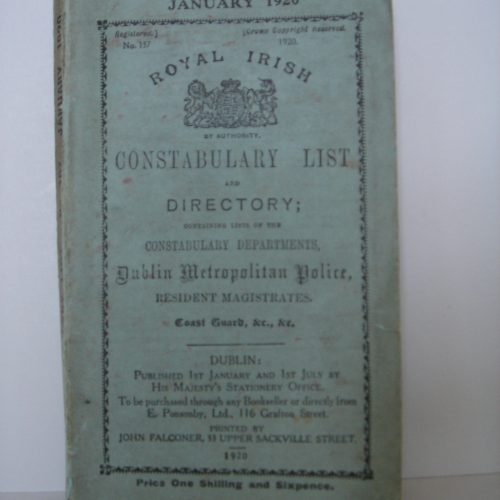 JANUARY 1920
Registered.] [Crown Copyright Reserved.
No. 157 1920.
ROYAL IRISH
BY AUTHORITY.
CONSTABULARY LIST
AND
DIRECTORY;
CONTAINING LISTS OF THE
CONSTABULARY DEPARTMENTS,
Dublin Metropolitan Police,
RESIDENT MAGISTRATES,
Coast Guard, &c., &c.
DUBLIN:
PUBLISHED 1ST JANUARY AND 1ST JULY BY
HIS MAJESTY'S STATIONERY OFFICE.
To be purchased through any Bookseller or directly from
E. Ponsonby, Ltd., 116 Grafton Street.
PRINTED BY
JOHN FALCONER, 53 UPPER SACKVILLE STREET.
1920
Price One Shilling and Sixpence.